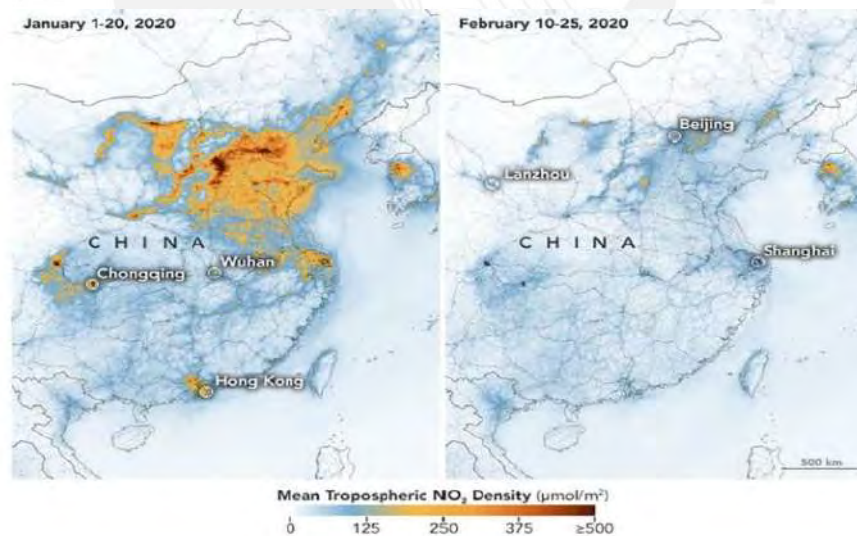 January 1-20, 2020
February 10-25, 2020
Beijing
Lanzhou
CHINA
Wuhan
Chongqing
CHINA
Shanghai
Hong Kong
500 km
Mean Tropospheric NO₂ Density (μmol/m²)
0 125 250 375 ≥500